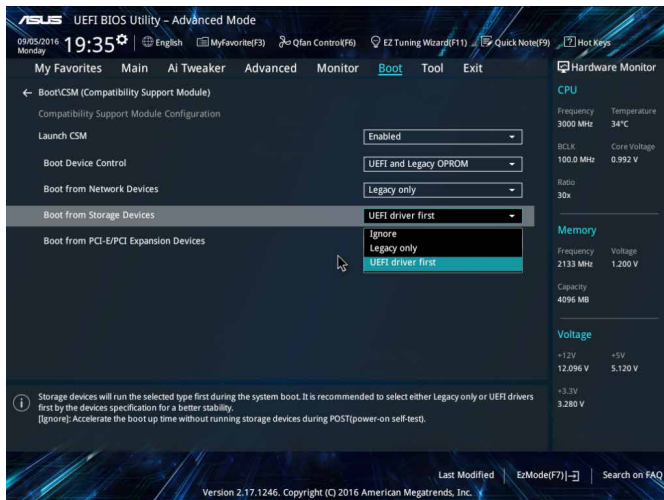 ASUS UEFI BIOS Utility – Advanced Mode
09/05/2016 Monday 19:35 English MyFavorite(F3) Qfan Control(F6) EZ Tuning Wizard(F11) Quick Note(F9) ? Hot Keys
My Favorites Main Ai Tweaker Advanced Monitor Boot Tool Exit
Hardware Monitor
← Boot\CSM (Compatibility Support Module)
Compatibility Support Module Configuration
Launch CSM Enabled
Boot Device Control UEFI and Legacy OPROM
Boot from Network Devices Legacy only
Boot from Storage Devices UEFI driver first
Ignore
Legacy only
UEFI driver first
Boot from PCI-E/PCI Expansion Devices
CPU
Frequency Temperature
3000 MHz 34°C
BCLK Core Voltage
100.0 MHz 0.992 V
Ratio
30x
Memory
Frequency Voltage
2133 MHz 1.200 V
Capacity
4096 MB
Voltage
+12V +5V
12.096 V 5.120 V
+3.3V
3.280 V
Storage devices will run the selected type first during the system boot. It is recommended to select either Legacy only or UEFI drivers
first by the devices specification for a better stability.
[Ignore]: Accelerate the boot up time without running storage devices during POST(power-on self-test).
Last Modified EzMode(F7) Search on FAQ
Version 2.17.1246. Copyright (C) 2016 American Megatrends, Inc.